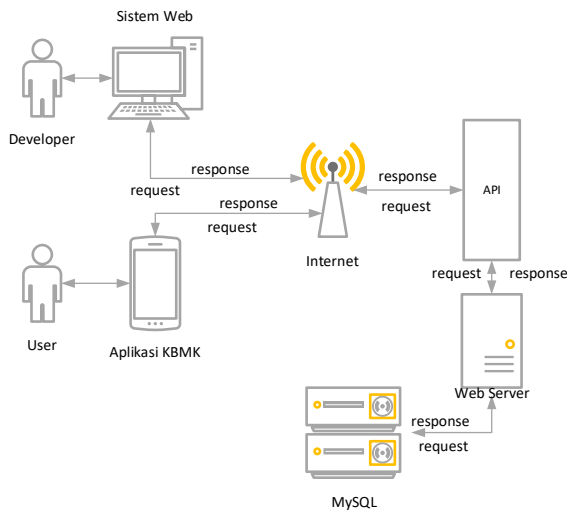 Sistem Web
Developer
response
request
response
request
API
response
request
Internet
request
response
User
Aplikasi KBMK
Web Server
response
request
MySQL